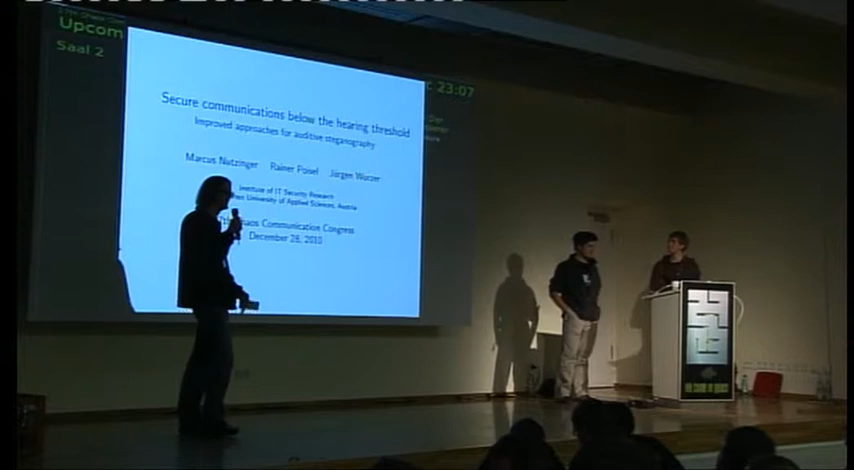 Upcom
Saal 2
23:07
Secure communications below the hearing threshold
Improved approaches for auditive steganography
Marcus Nutzinger Rainer Poisel Jürgen Wurzer
Institute of IT Security Research
University of Applied Sciences, Austria
Communication Congress
December 28, 2010